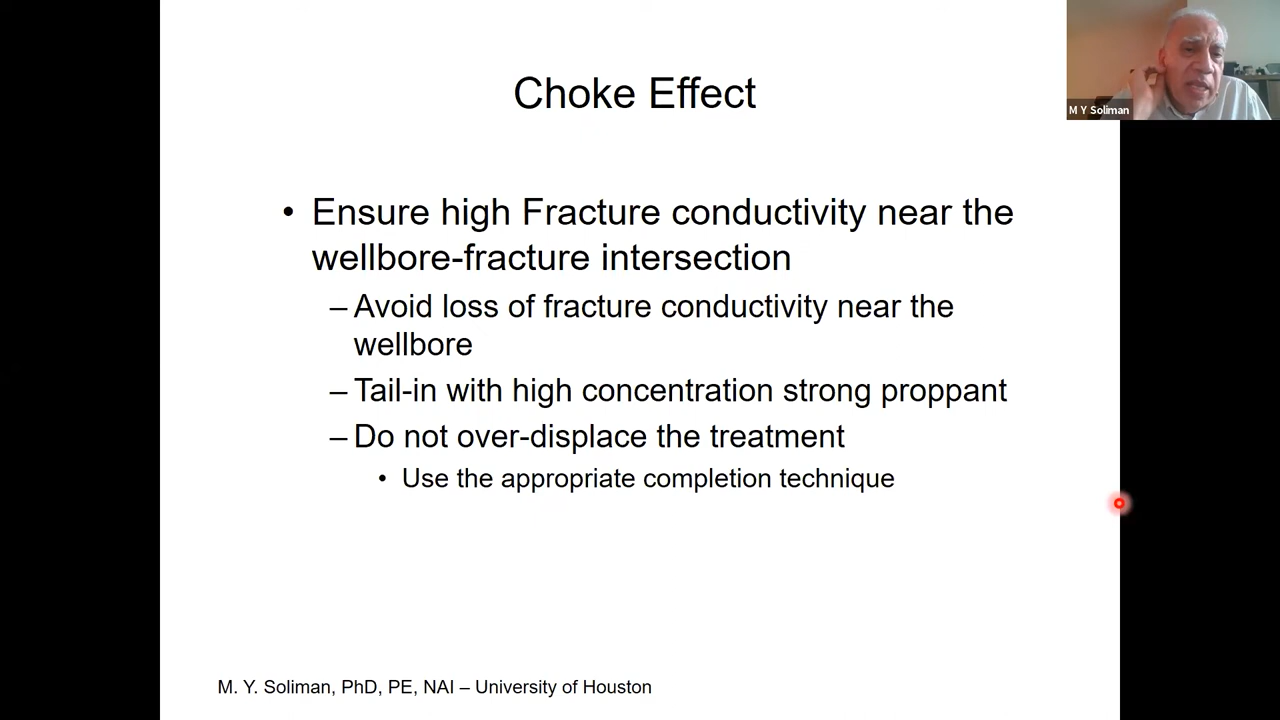 M Y Soliman
Choke Effect
• Ensure high Fracture conductivity near the
wellbore-fracture intersection
– Avoid loss of fracture conductivity near the
wellbore
– Tail-in with high concentration strong proppant
– Do not over-displace the treatment
• Use the appropriate completion technique
M. Y. Soliman, PhD, PE, NAI – University of Houston